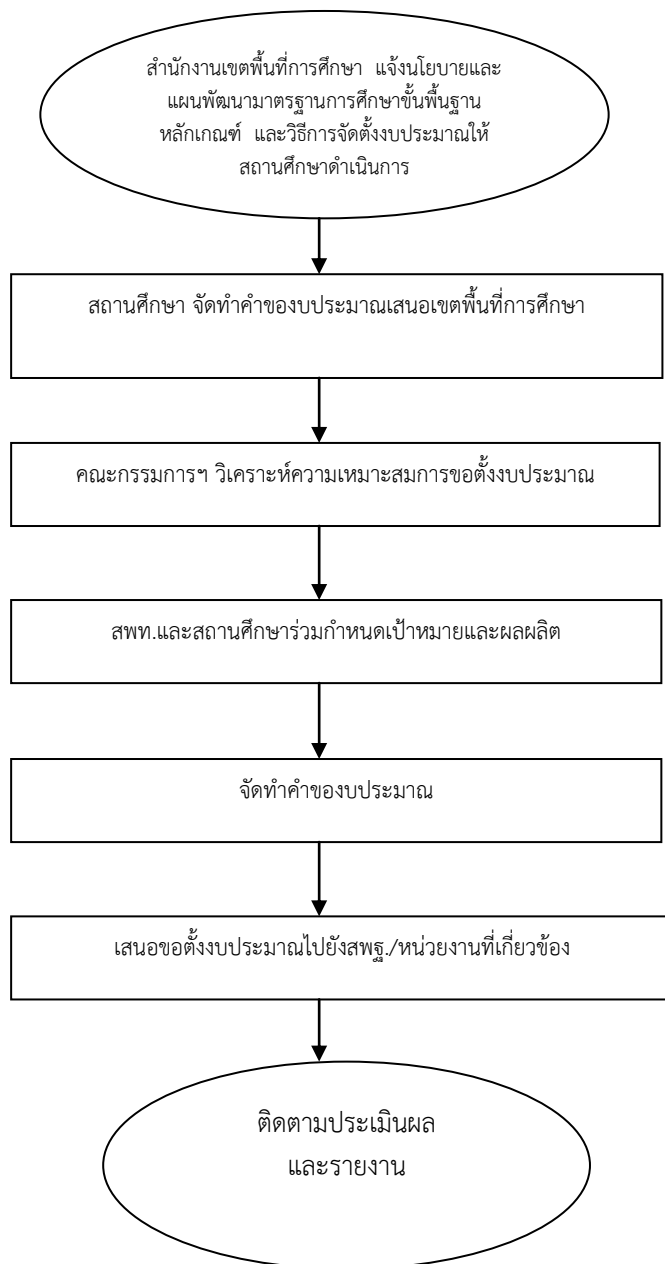 สำนักงานเขตพื้นที่การศึกษา แจ้งนโยบายและ
แผนพัฒนามาตรฐานการศึกษาขั้นพื้นฐาน
หลักเกณฑ์ และวิธีการจัดตั้งงบประมาณให้
สถานศึกษาดำเนินการ
สถานศึกษา จัดทำคำของบประมาณเสนอเขตพื้นที่การศึกษา
คณะกรรมการฯ วิเคราะห์ความเหมาะสมการขอตั้งงบประมาณ
สพท.และสถานศึกษาร่วมกำหนดเป้าหมายและผลผลิต
จัดทำคำของบประมาณ
เสนอขอตั้งงบประมาณไปยังสพฐ./หน่วยงานที่เกี่ยวข้อง
ติดตามประเมินผล
และรายงาน